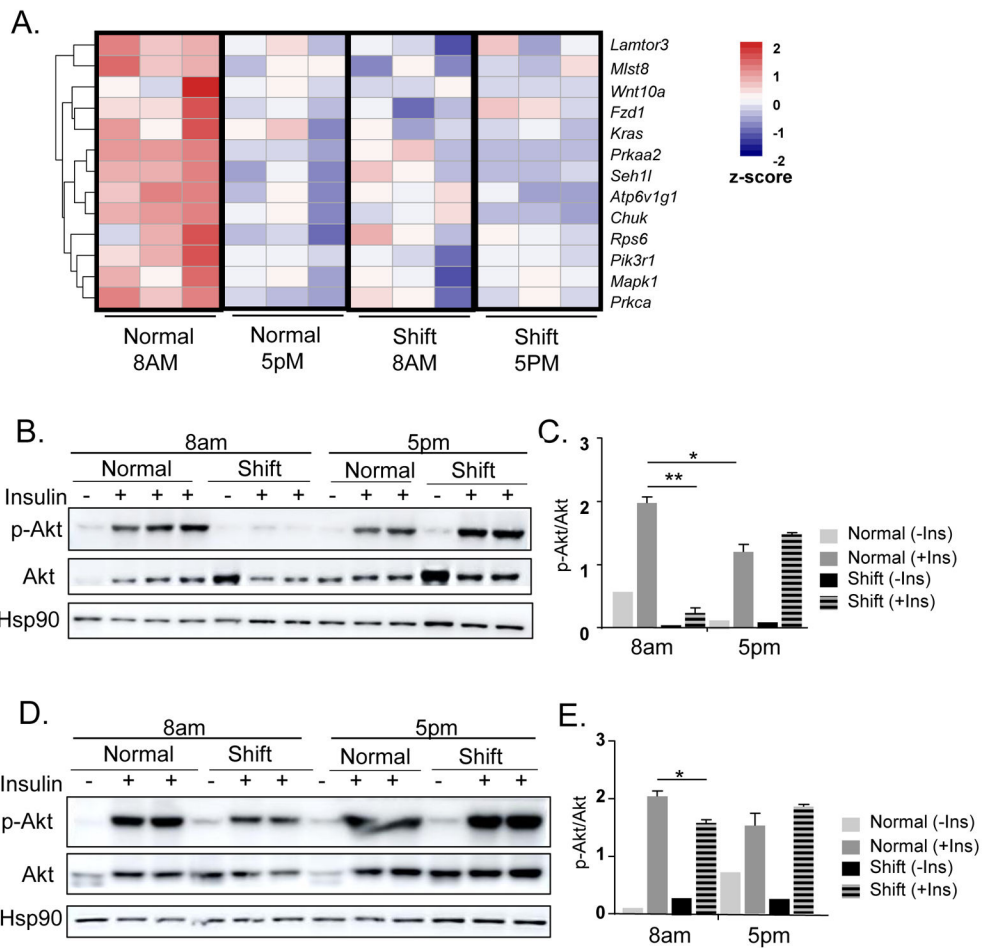 A.
Lamtor3
Mlst8
Wnt10a
Fzd1
Kras
Prkaa2
Seh1l
Atp6v1g1
Chuk
Rps6
Pik3r1
Mapk1
Prkca
2
1
0
-1
-2
z-score
Normal
8AM
Normal
5pM
Shift
8AM
Shift
5PM
B.
8am 5pm
Normal Shift Normal Shift
Insulin - + + + - + + - + + - + +
p-Akt
Akt
Hsp90
C.
3
2
1
0
p-Akt/Akt
*
**
8am 5pm
Normal (-Ins)
Normal (+Ins)
Shift (-Ins)
Shift (+Ins)
D.
8am 5pm
Normal Shift Normal Shift
Insulin - + + - + + - + + - + +
p-Akt
Akt
Hsp90
E.
3
2
1
0
p-Akt/Akt
*
8am 5pm
Normal (-Ins)
Normal (+Ins)
Shift (-Ins)
Shift (+Ins)